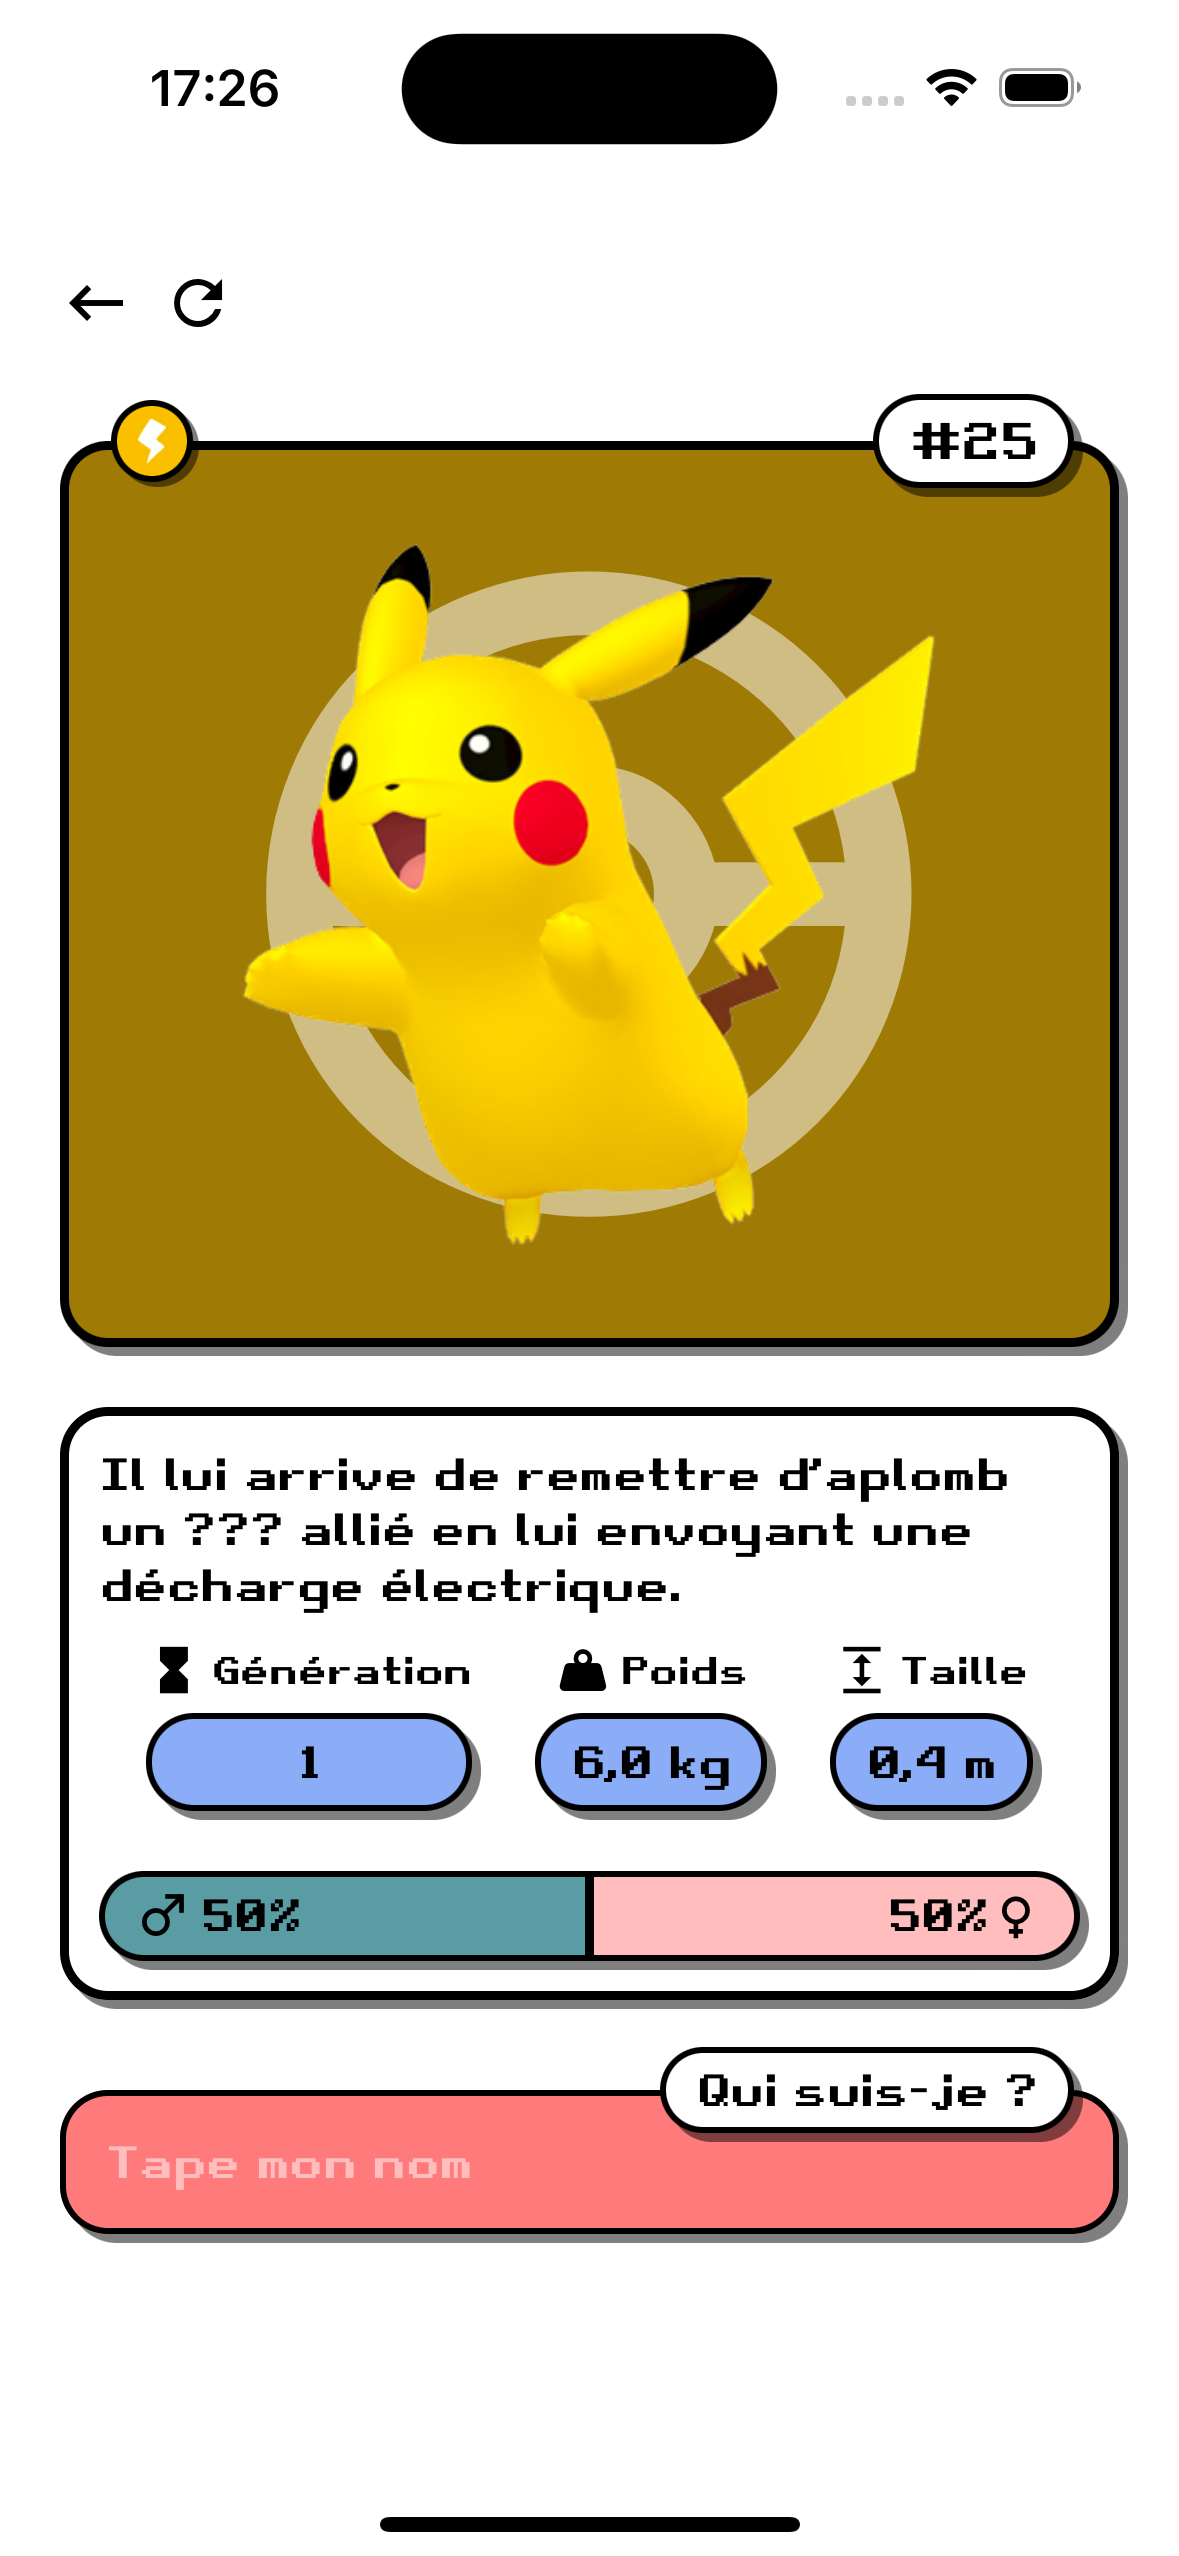 17:26
#25
Il lui arrive de remettre d'aplomb
un ??? allié en lui envoyant une
décharge électrique.
Génération Poids Taille
1 6,0 kg 0,4 m
♂ 50% 50% ♀
Qui suis-je ?
Tape mon nom